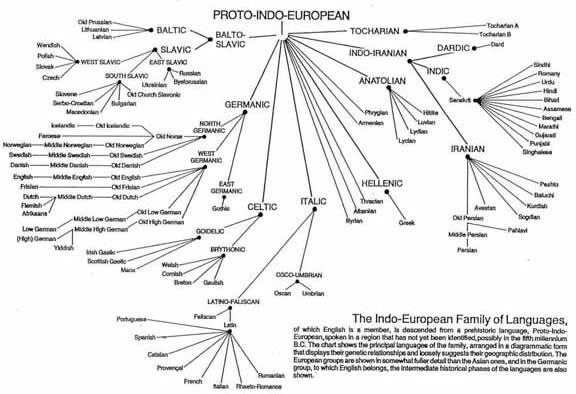 PROTO-INDO-EUROPEAN
Old Prussian
Lithuanian
Latvian
BALTIC
BALTO-
SLAVIC
SLAVIC
Wendish
Polish
Slovak
Czech
WEST SLAVIC
EAST SLAVIC
Russian
Ukrainian
Byelorussian
SOUTH SLAVIC
Slovene
Serbo-Croatian
Macedonian
Bulgarian
Old Church Slavonic
TOCHARIAN
Tocharian A
Tocharian B
INDO-IRANIAN
DARDIC
Dard
INDIC
Sanskrit
Sindhi
Romany
Urdu
Hindi
Bihari
Assamese
Bengali
Marathi
Gujarati
Punjabi
Singhalese
ANATOLIAN
Hittite
Luvian
Lydian
Lycian
Phrygian
Armenian
IRANIAN
Pashto
Baluchi
Kurdish
Sogdian
Avestan
Old Persian
Pahlavi
Middle Persian
Persian
GERMANIC
NORTH
GERMANIC
Icelandic
Old Icelandic
Faroese
Old Norse
Norwegian
Middle Norwegian
Old Norwegian
Swedish
Middle Swedish
Old Swedish
Danish
Middle Danish
Old Danish
WEST
GERMANIC
English
Middle English
Old English
Frisian
Old Frisian
Dutch
Middle Dutch
Old Dutch
Flemish
Afrikaans
Middle Low German
Old Low German
Low German
Middle High German
Old High German
(High) German
Yiddish
EAST
GERMANIC
Gothic
HELLENIC
Thracian
Albanian
Greek
CELTIC
ITALIC
GOIDELIC
Irish Gaelic
Scottish Gaelic
Manx
BRYTHONIC
Welsh
Cornish
Breton
Gaulish
OSCO-UMBRIAN
Oscan
Umbrian
LATINO-FALISCAN
Faliscan
Latin
Portuguese
Spanish
Catalan
Provençal
French
Italian
Rhaeto-Romance
Rumanian
The Indo-European Family of Languages,
of which English is a member, is descended from a prehistoric language, Proto-Indo-
European, spoken in a region that has not yet been identified, possibly in the fifth millennium
B.C. The chart shows the principal languages of the family, arranged in a diagrammatic form
that displays their genetic relationships and loosely suggests their geographic distribution. The
European groups are shown in somewhat fuller detail than the Asian ones, and in the Germanic
group, to which English belongs, the intermediate historical phases of the languages are also
shown.